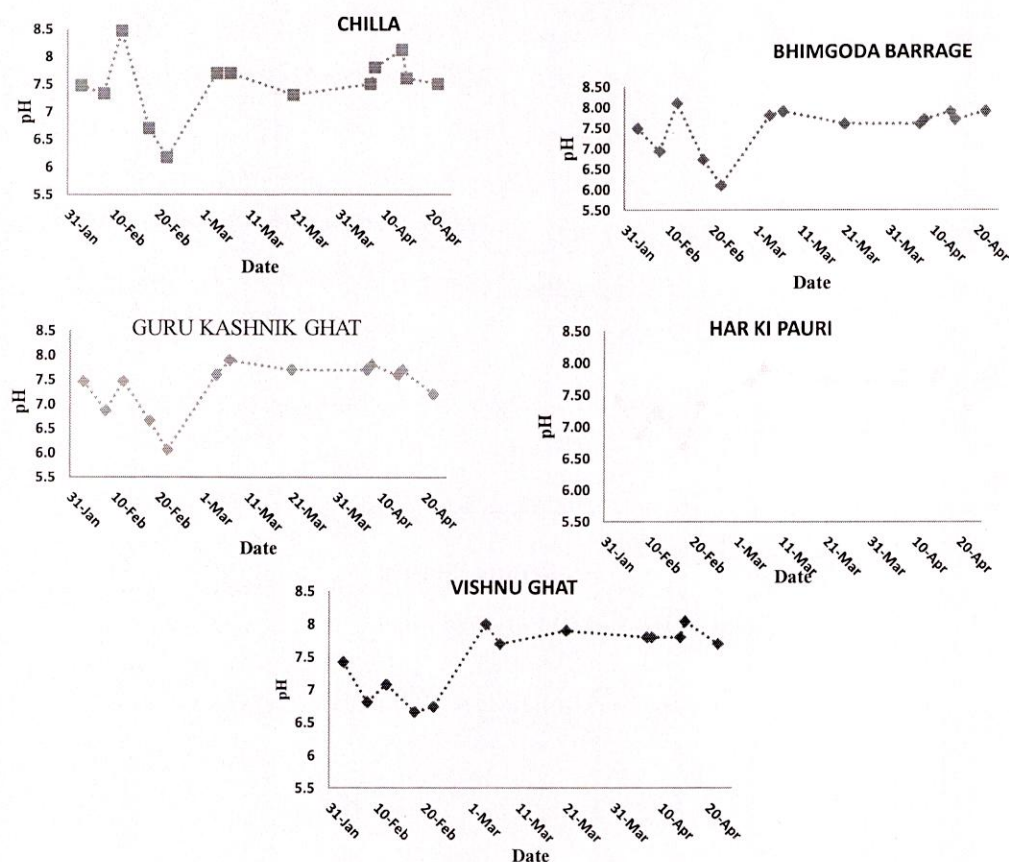 CHILLA
8.5
8
7.5
7
6.5
6
5.5
pH
31-Jan
10-Feb
20-Feb
1-Mar
11-Mar
21-Mar
31-Mar
10-Apr
20-Apr
Date
BHIMGODA BARRAGE
8.50
8.00
7.50
7.00
6.50
6.00
5.50
pH
31-Jan
10-Feb
20-Feb
1-Mar
11-Mar
21-Mar
31-Mar
10-Apr
20-Apr
Date
GURU KASHNIK GHAT
8.5
8.0
7.5
7.0
6.5
6.0
5.5
pH
31-Jan
10-Feb
20-Feb
1-Mar
11-Mar
21-Mar
31-Mar
10-Apr
20-Apr
Date
HAR KI PAURI
8.50
8.00
7.50
7.00
6.50
6.00
5.50
pH
31-Jan
10-Feb
20-Feb
1-Mar
11-Mar
21-Mar
31-Mar
10-Apr
20-Apr
Date
VISHNU GHAT
8.5
8
7.5
7
6.5
6
5.5
pH
31-Jan
10-Feb
20-Feb
1-Mar
11-Mar
21-Mar
31-Mar
10-Apr
20-Apr
Date